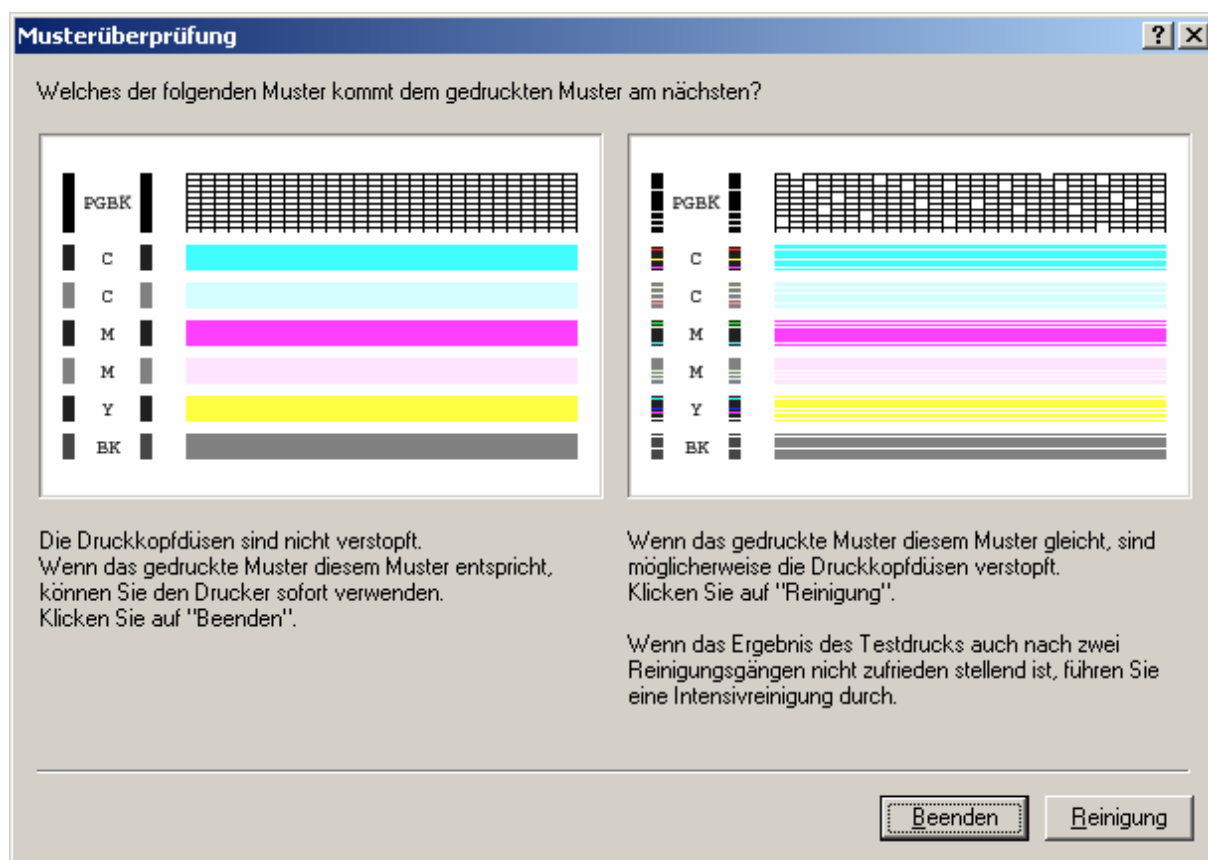 Musterüberprüfung
Welches der folgenden Muster kommt dem gedruckten Muster am nächsten?
PGBK
C
C
M
M
Y
BK
PGBK
C
C
M
M
Y
BK
Die Druckkopfdüsen sind nicht verstopft.
Wenn das gedruckte Muster diesem Muster entspricht,
können Sie den Drucker sofort verwenden.
Klicken Sie auf "Beenden".
Wenn das gedruckte Muster diesem Muster gleicht, sind
möglicherweise die Druckkopfdüsen verstopft.
Klicken Sie auf "Reinigung".
Wenn das Ergebnis des Testdrucks auch nach zwei
Reinigungsgängen nicht zufrieden stellend ist, führen Sie
eine Intensivreinigung durch.
Beenden
Reinigung